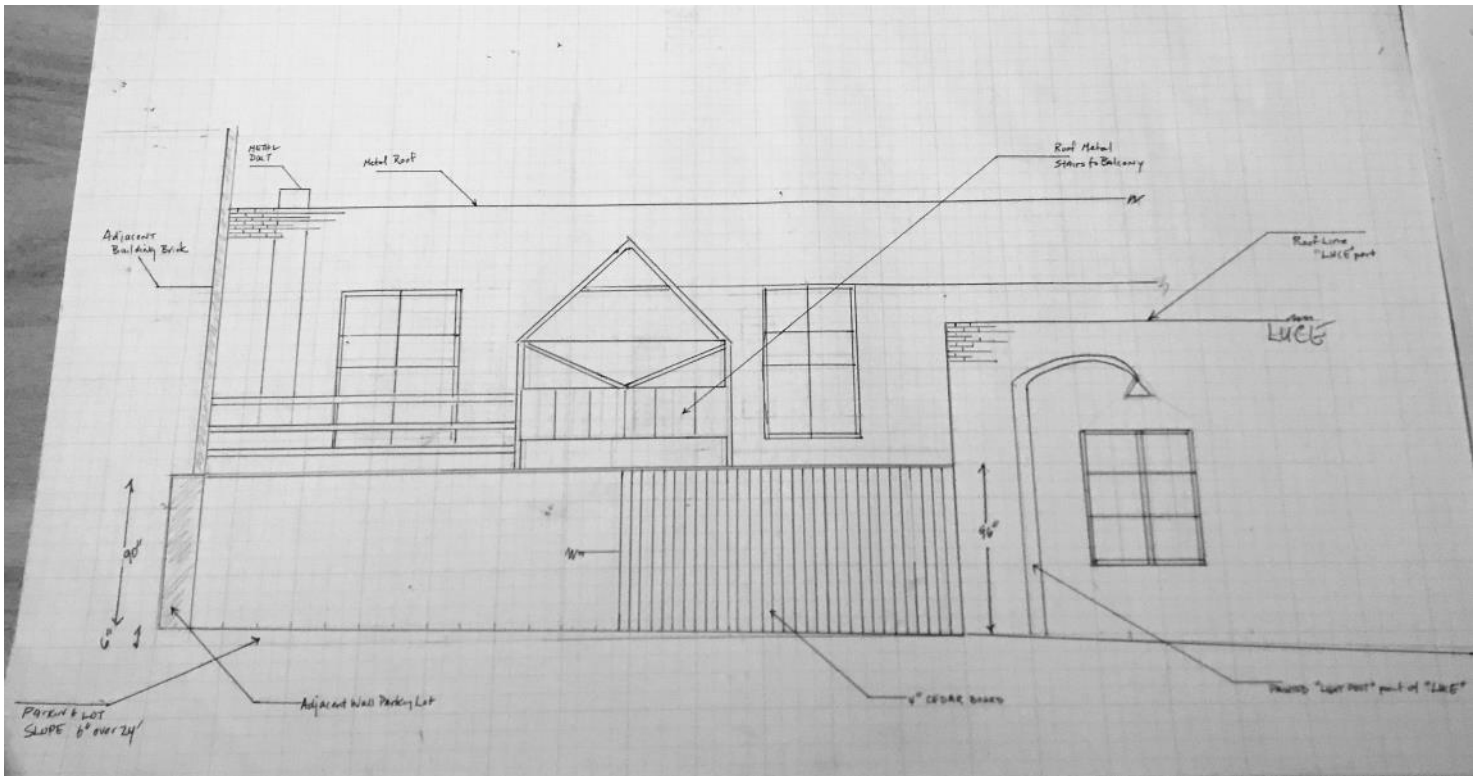 METAL
DUCT
Metal Roof
Roof Metal
Stairs to Balcony
Adjacent
Building Brick
Roof Line
"LUCE" part
LUCE
90"
96"
6"
PARKING LOT
SLOPE 6" over 24'
Adjacent Wall Parking Lot
4" CEDAR BOARD
PAINTED "LIGHT POST" part of "LUCE"